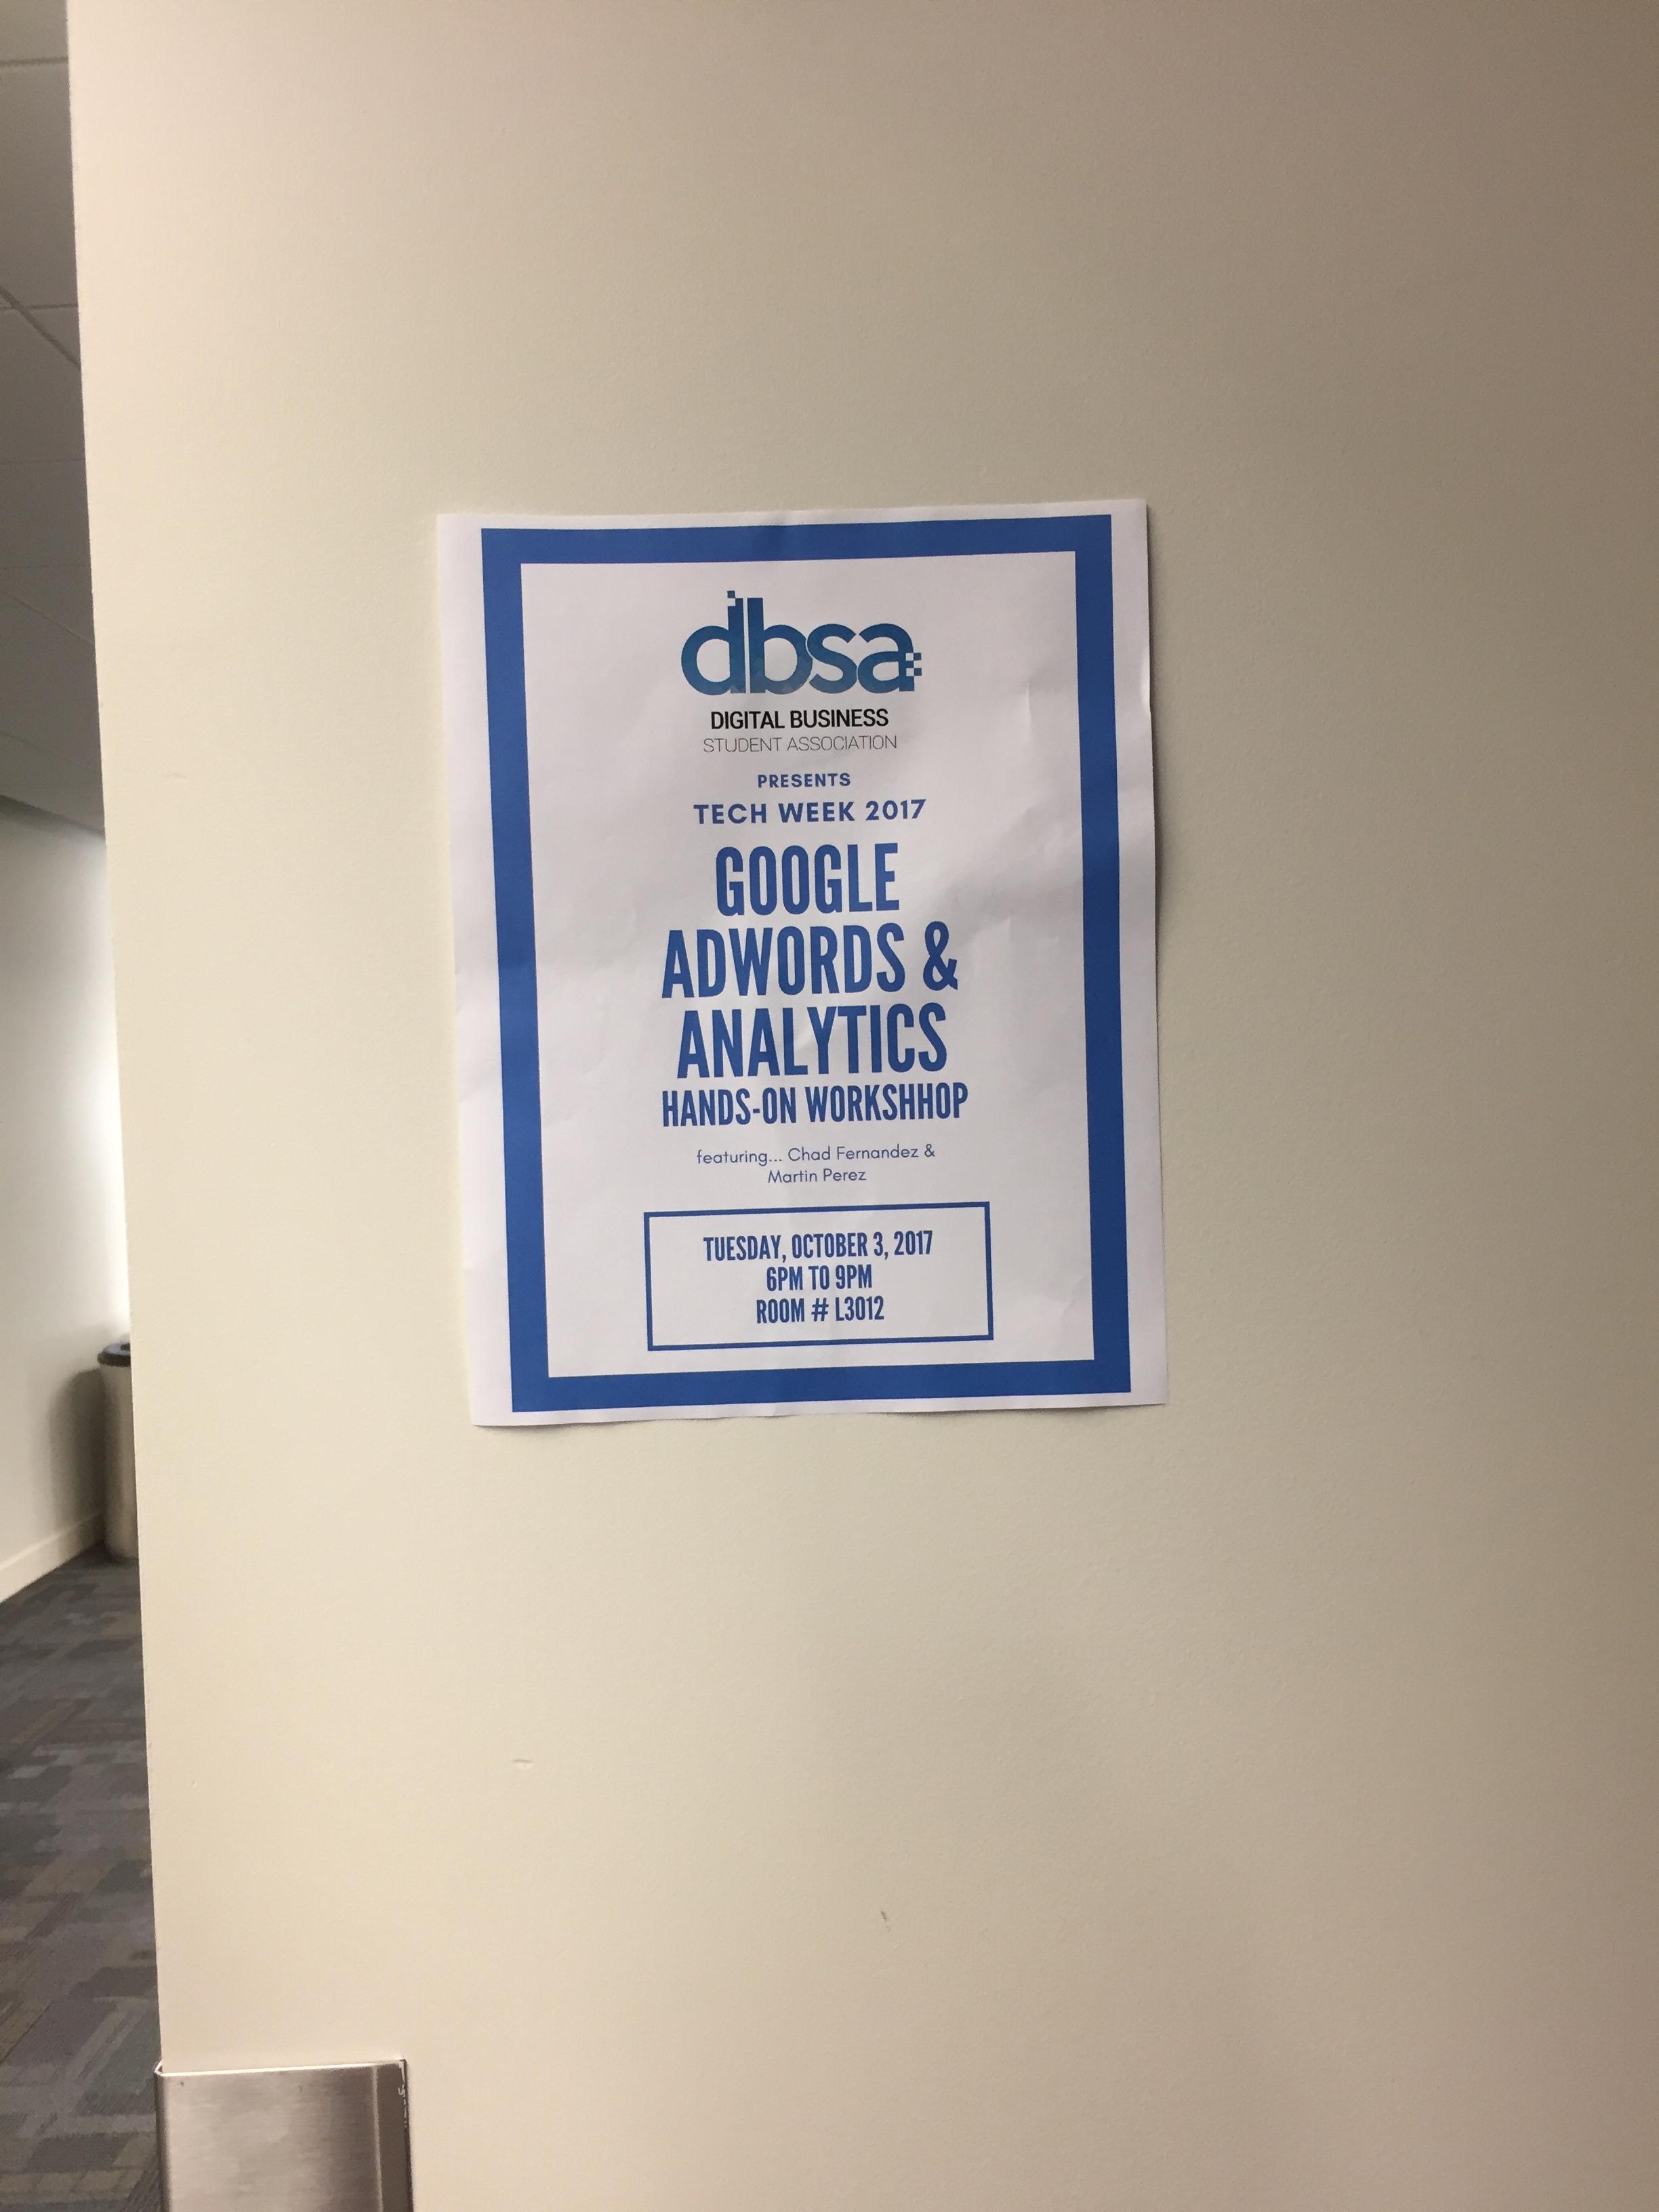 dbsa
DIGITAL BUSINESS
STUDENT ASSOCIATION
PRESENTS
TECH WEEK 2017
GOOGLE
ADWORDS &
ANALYTICS
HANDS-ON WORKSHHOP
featuring... Chad Fernandez &
Martin Perez
TUESDAY, OCTOBER 3, 2017
6PM TO 9PM
ROOM # L3012